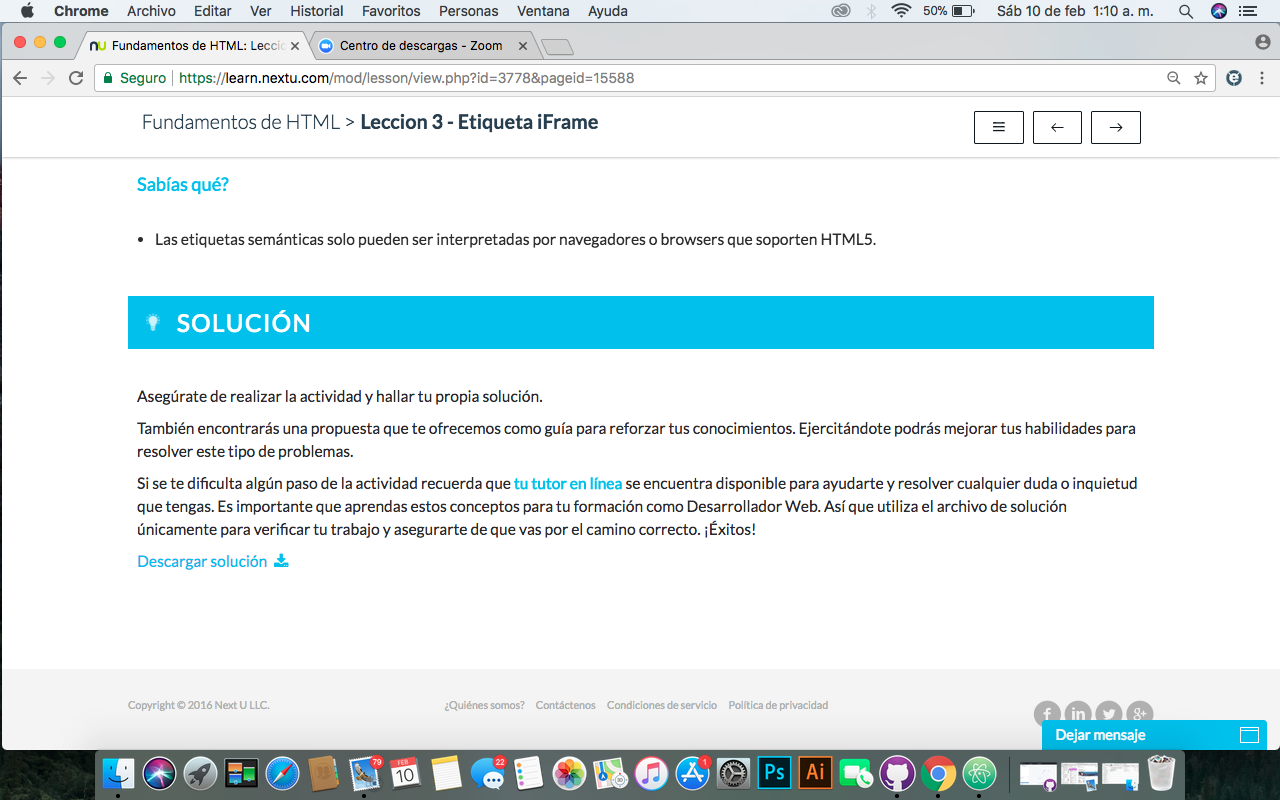 Chrome Archivo Editar Ver Historial Favoritos Personas Ventana Ayuda 50% Sáb 10 de feb 1:10 a. m.
nu Fundamentos de HTML: Lecci Centro de descargas - Zoom
Seguro https://learn.nextu.com/mod/lesson/view.php?id=3778&pageid=15588
Fundamentos de HTML > Leccion 3 - Etiqueta iFrame
Sabías qué?
• Las etiquetas semánticas solo pueden ser interpretadas por navegadores o browsers que soporten HTML5.
SOLUCIÓN
Asegúrate de realizar la actividad y hallar tu propia solución.
También encontrarás una propuesta que te ofrecemos como guía para reforzar tus conocimientos. Ejercitándote podrás mejorar tus habilidades para
resolver este tipo de problemas.
Si se te dificulta algún paso de la actividad recuerda que tu tutor en línea se encuentra disponible para ayudarte y resolver cualquier duda o inquietud
que tengas. Es importante que aprendas estos conceptos para tu formación como Desarrollador Web. Así que utiliza el archivo de solución
únicamente para verificar tu trabajo y asegurarte de que vas por el camino correcto. ¡Éxitos!
Descargar solución
Copyright © 2016 Next U LLC. ¿Quiénes somos? Contáctenos Condiciones de servicio Política de privacidad
Dejar mensaje
79 FEB 10 22 1 Ps Ai